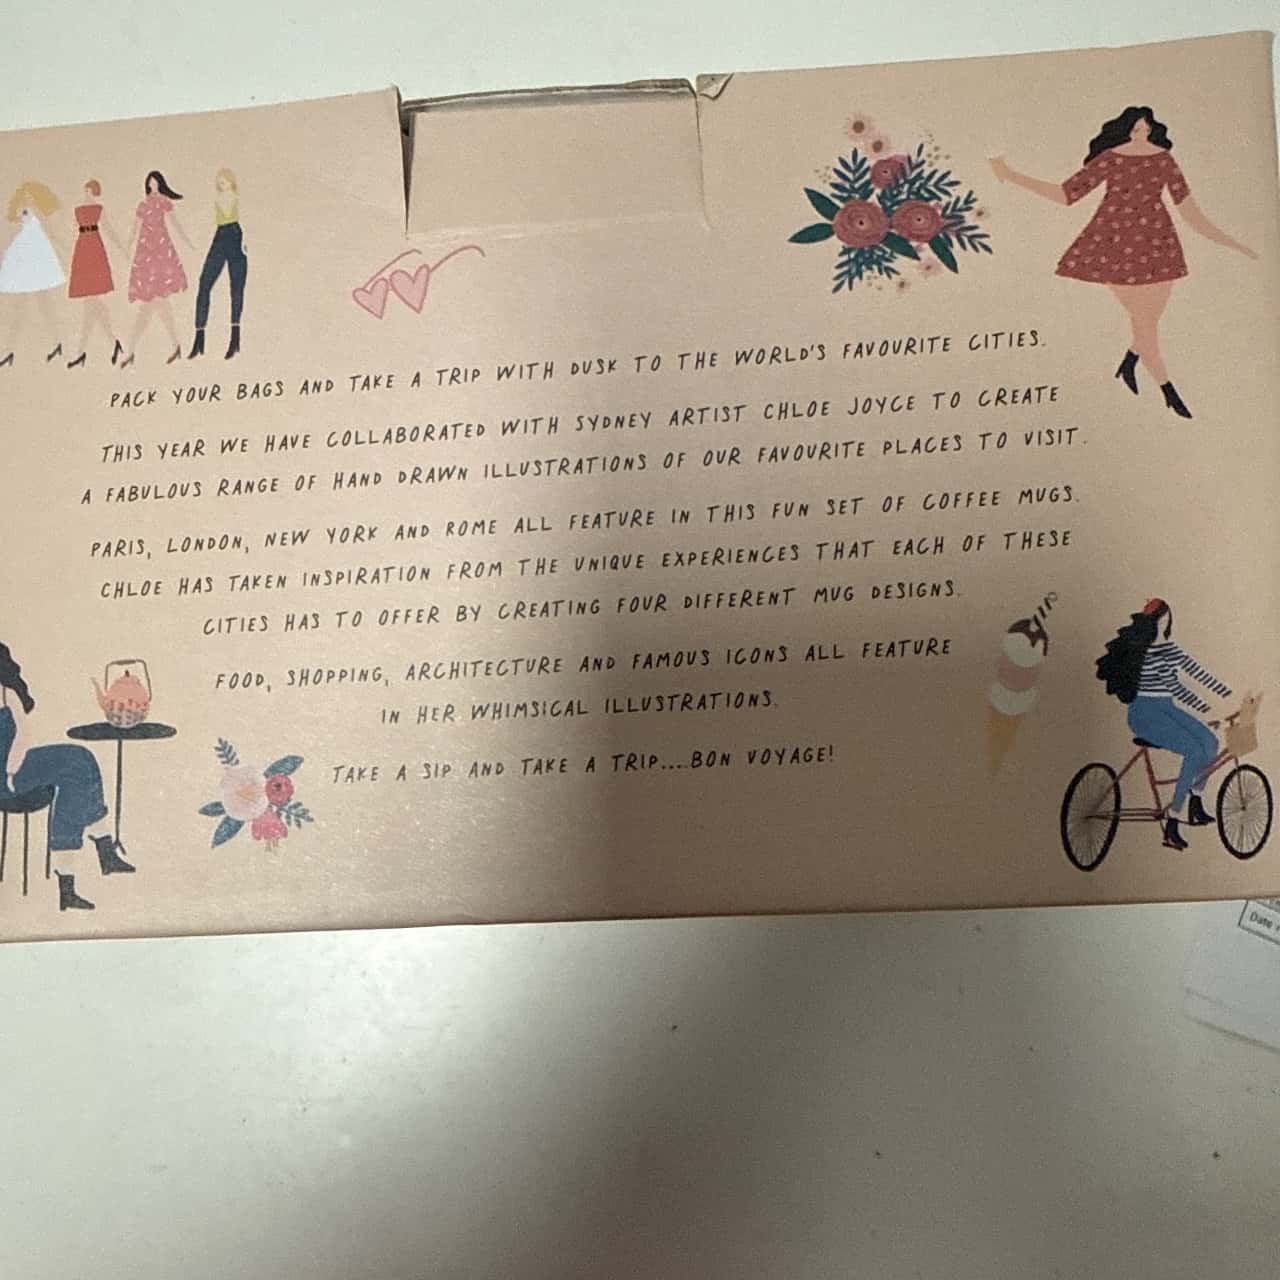 PACK YOUR BAGS AND TAKE A TRIP WITH DUSK TO THE WORLD'S FAVOURITE CITIES.
THIS YEAR WE HAVE COLLABORATED WITH SYDNEY ARTIST CHLOE JOYCE TO CREATE
A FABULOUS RANGE OF HAND DRAWN ILLUSTRATIONS OF OUR FAVOURITE PLACES TO VISIT.
PARIS, LONDON, NEW YORK AND ROME ALL FEATURE IN THIS FUN SET OF COFFEE MUGS.
CHLOE HAS TAKEN INSPIRATION FROM THE UNIQUE EXPERIENCES THAT EACH OF THESE
CITIES HAS TO OFFER BY CREATING FOUR DIFFERENT MUG DESIGNS.
FOOD, SHOPPING, ARCHITECTURE AND FAMOUS ICONS ALL FEATURE
IN HER WHIMSICAL ILLUSTRATIONS.
TAKE A SIP AND TAKE A TRIP....BON VOYAGE!
Date